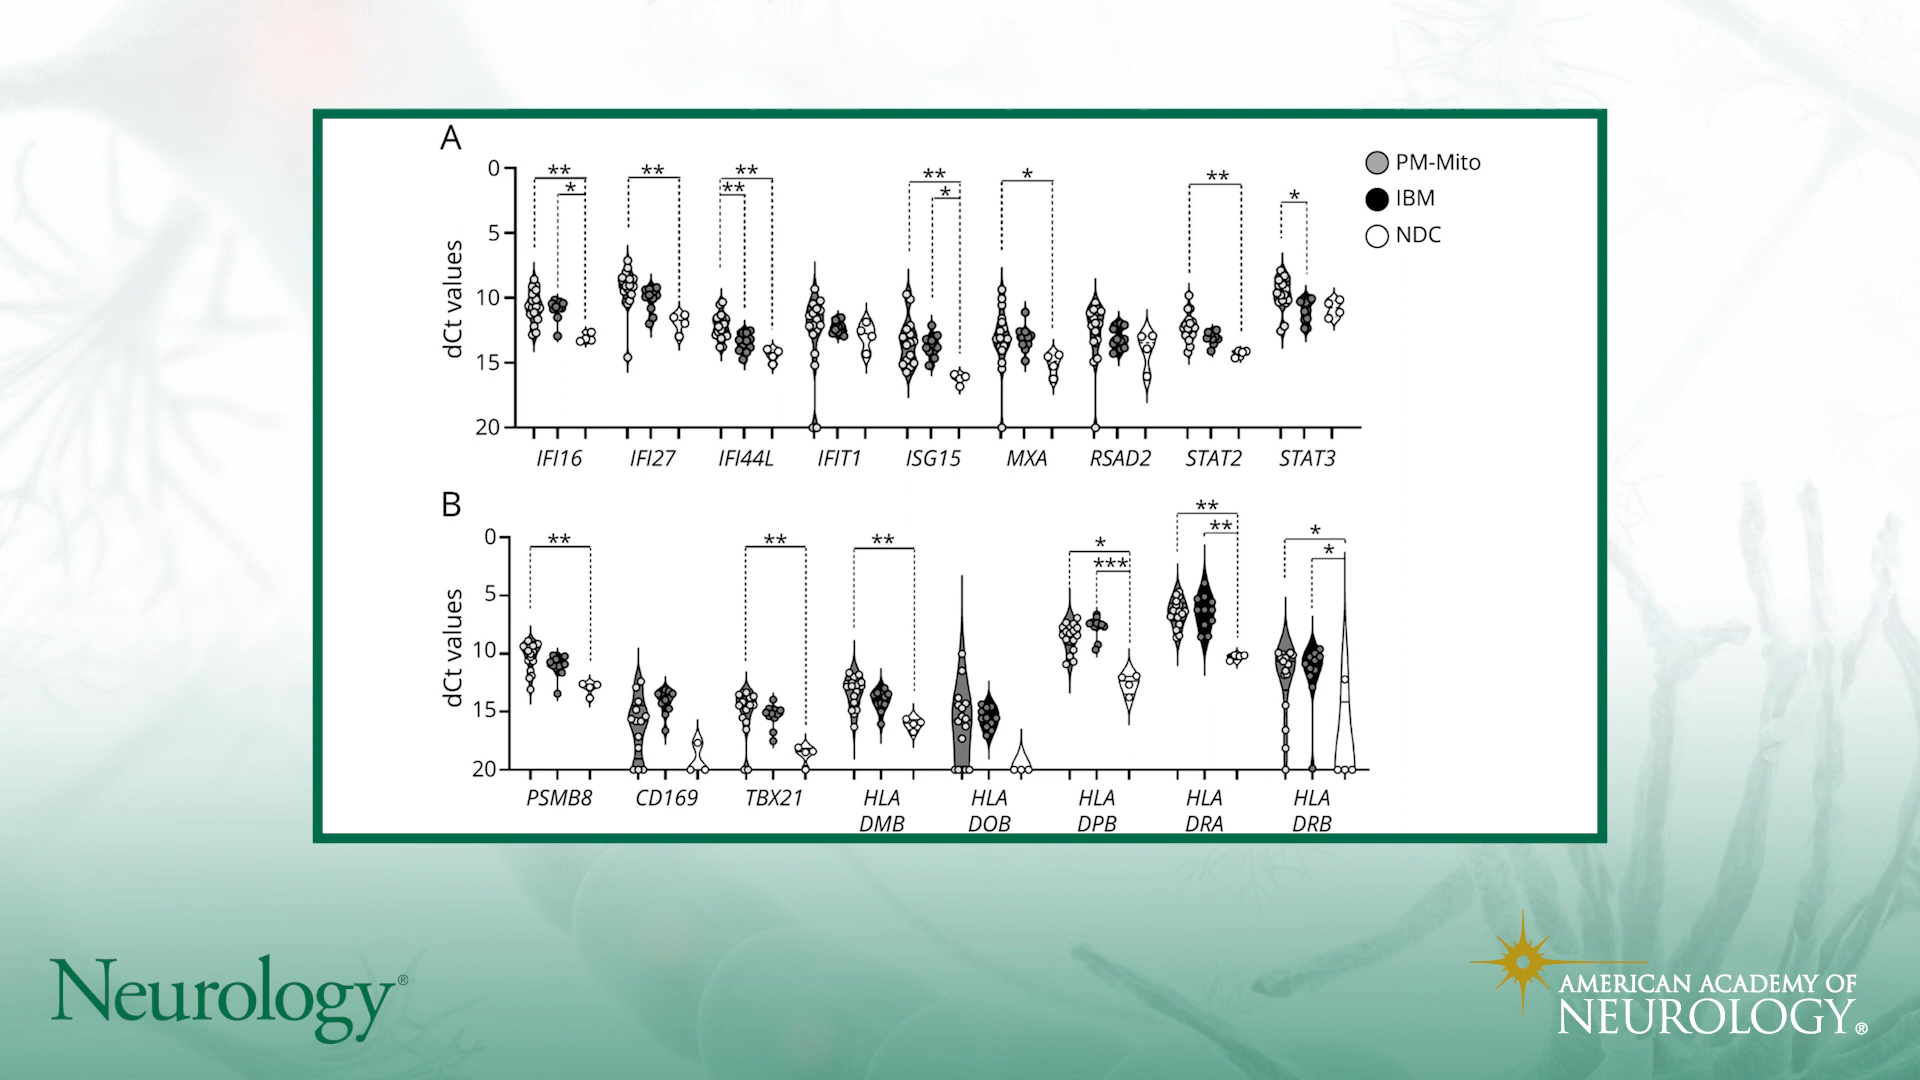 A
0
5
10
15
20
dCt values
** * ** ** ** ** * * ** *
IFI16 IFI27 IFI44L IFIT1 ISG15 MXA RSAD2 STAT2 STAT3
PM-Mito
IBM
NDC
B
0
5
10
15
20
dCt values
** ** ** * *** ** ** * *
PSMB8 CD169 TBX21 HLA DMB HLA DOB HLA DPB HLA DRA HLA DRB
Neurology®
AMERICAN ACADEMY OF
NEUROLOGY®